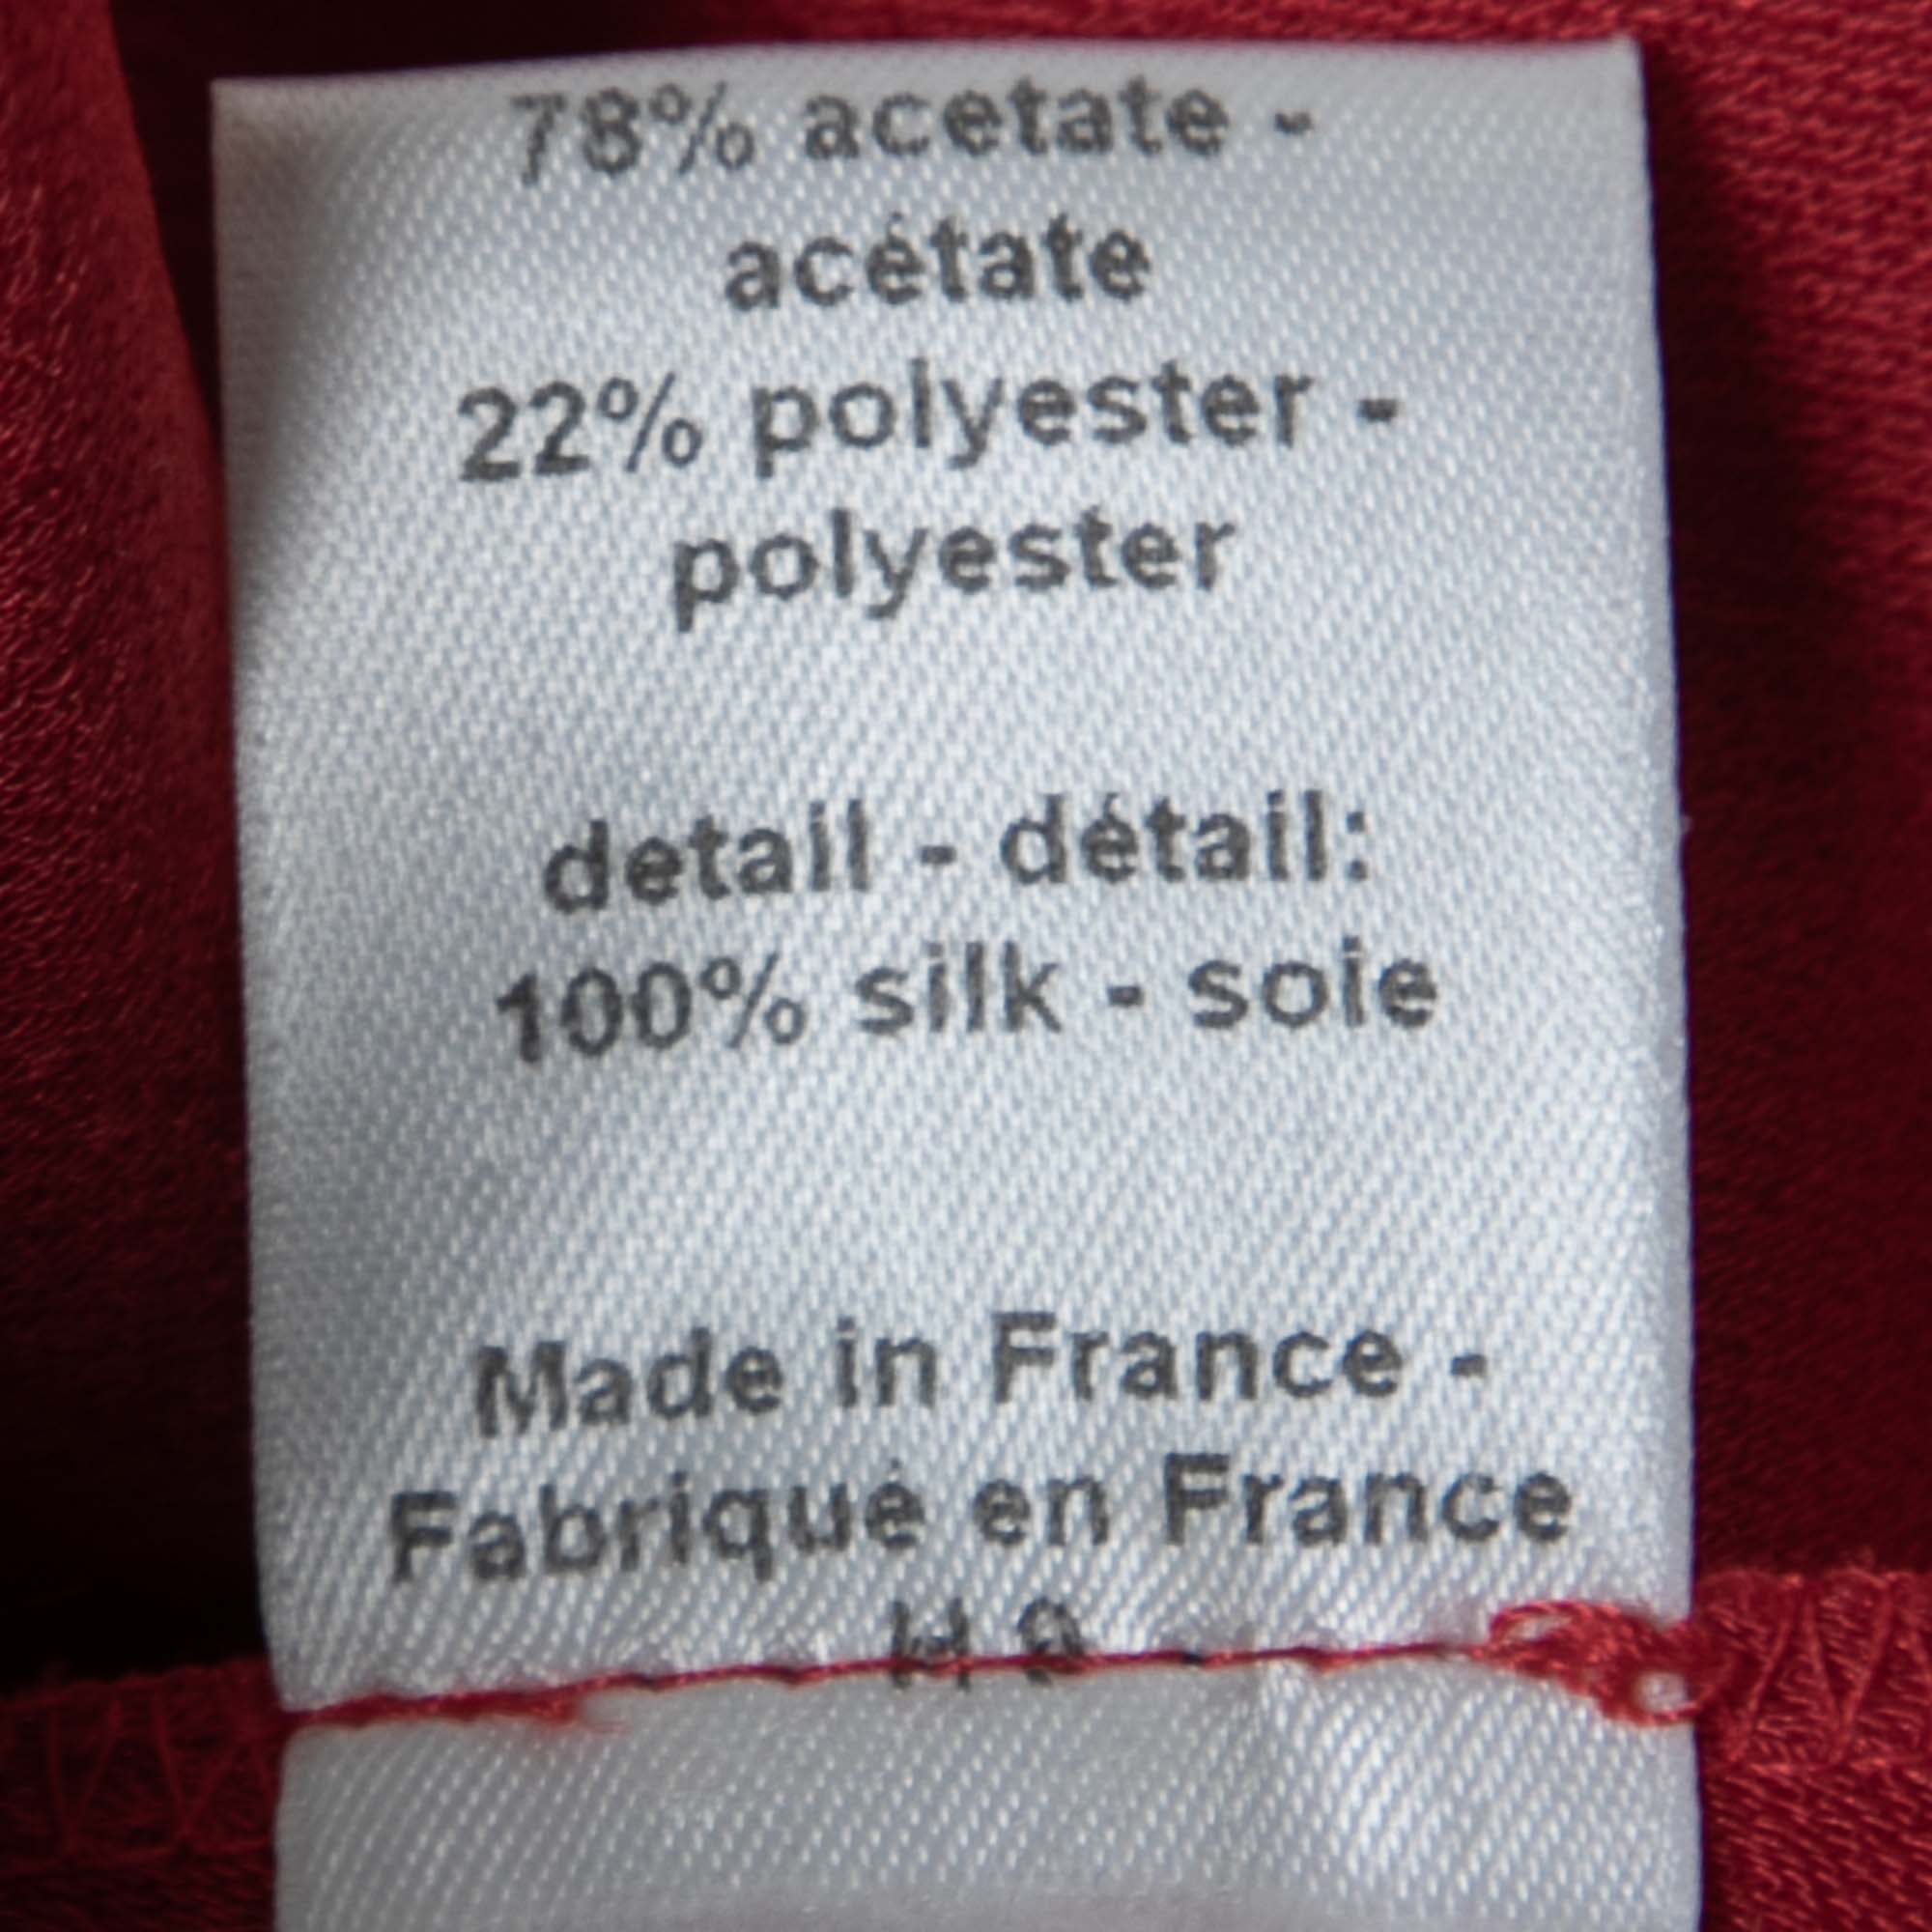 78% acetate -
acétate
22% polyester -
polyester
detail - détail:
100% silk - soie
Made in France -
Fabriqué en France